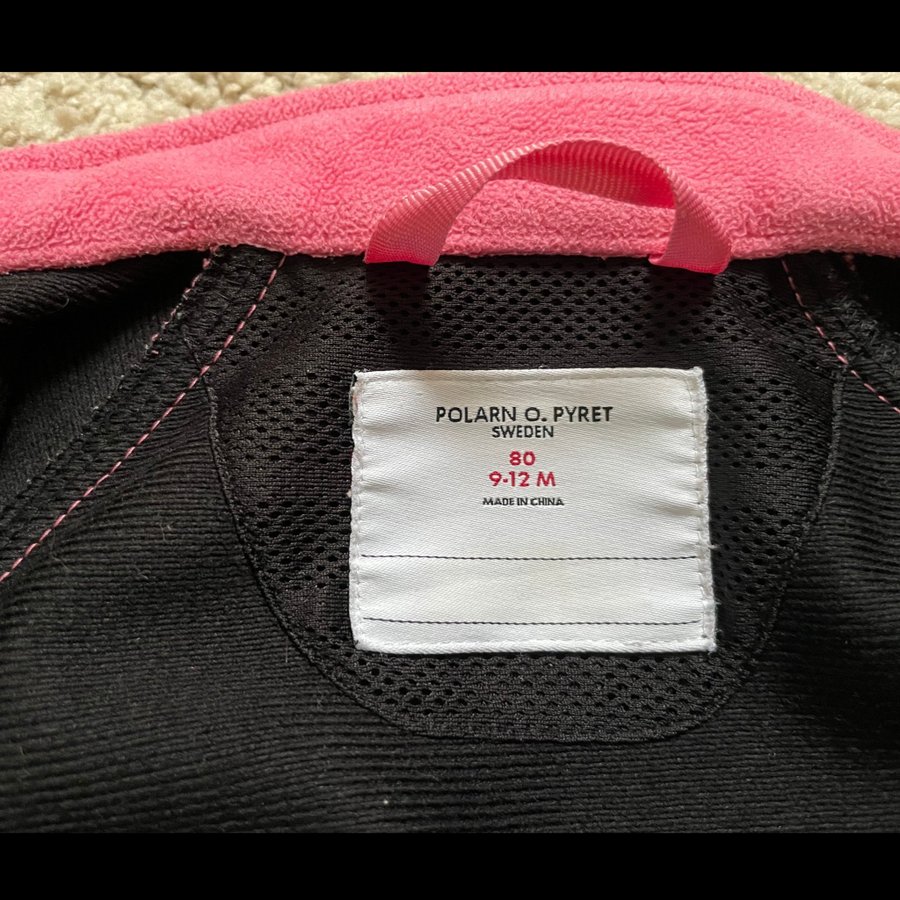 POLARN O. PYRET
SWEDEN
80
9-12 M
MADE IN CHINA